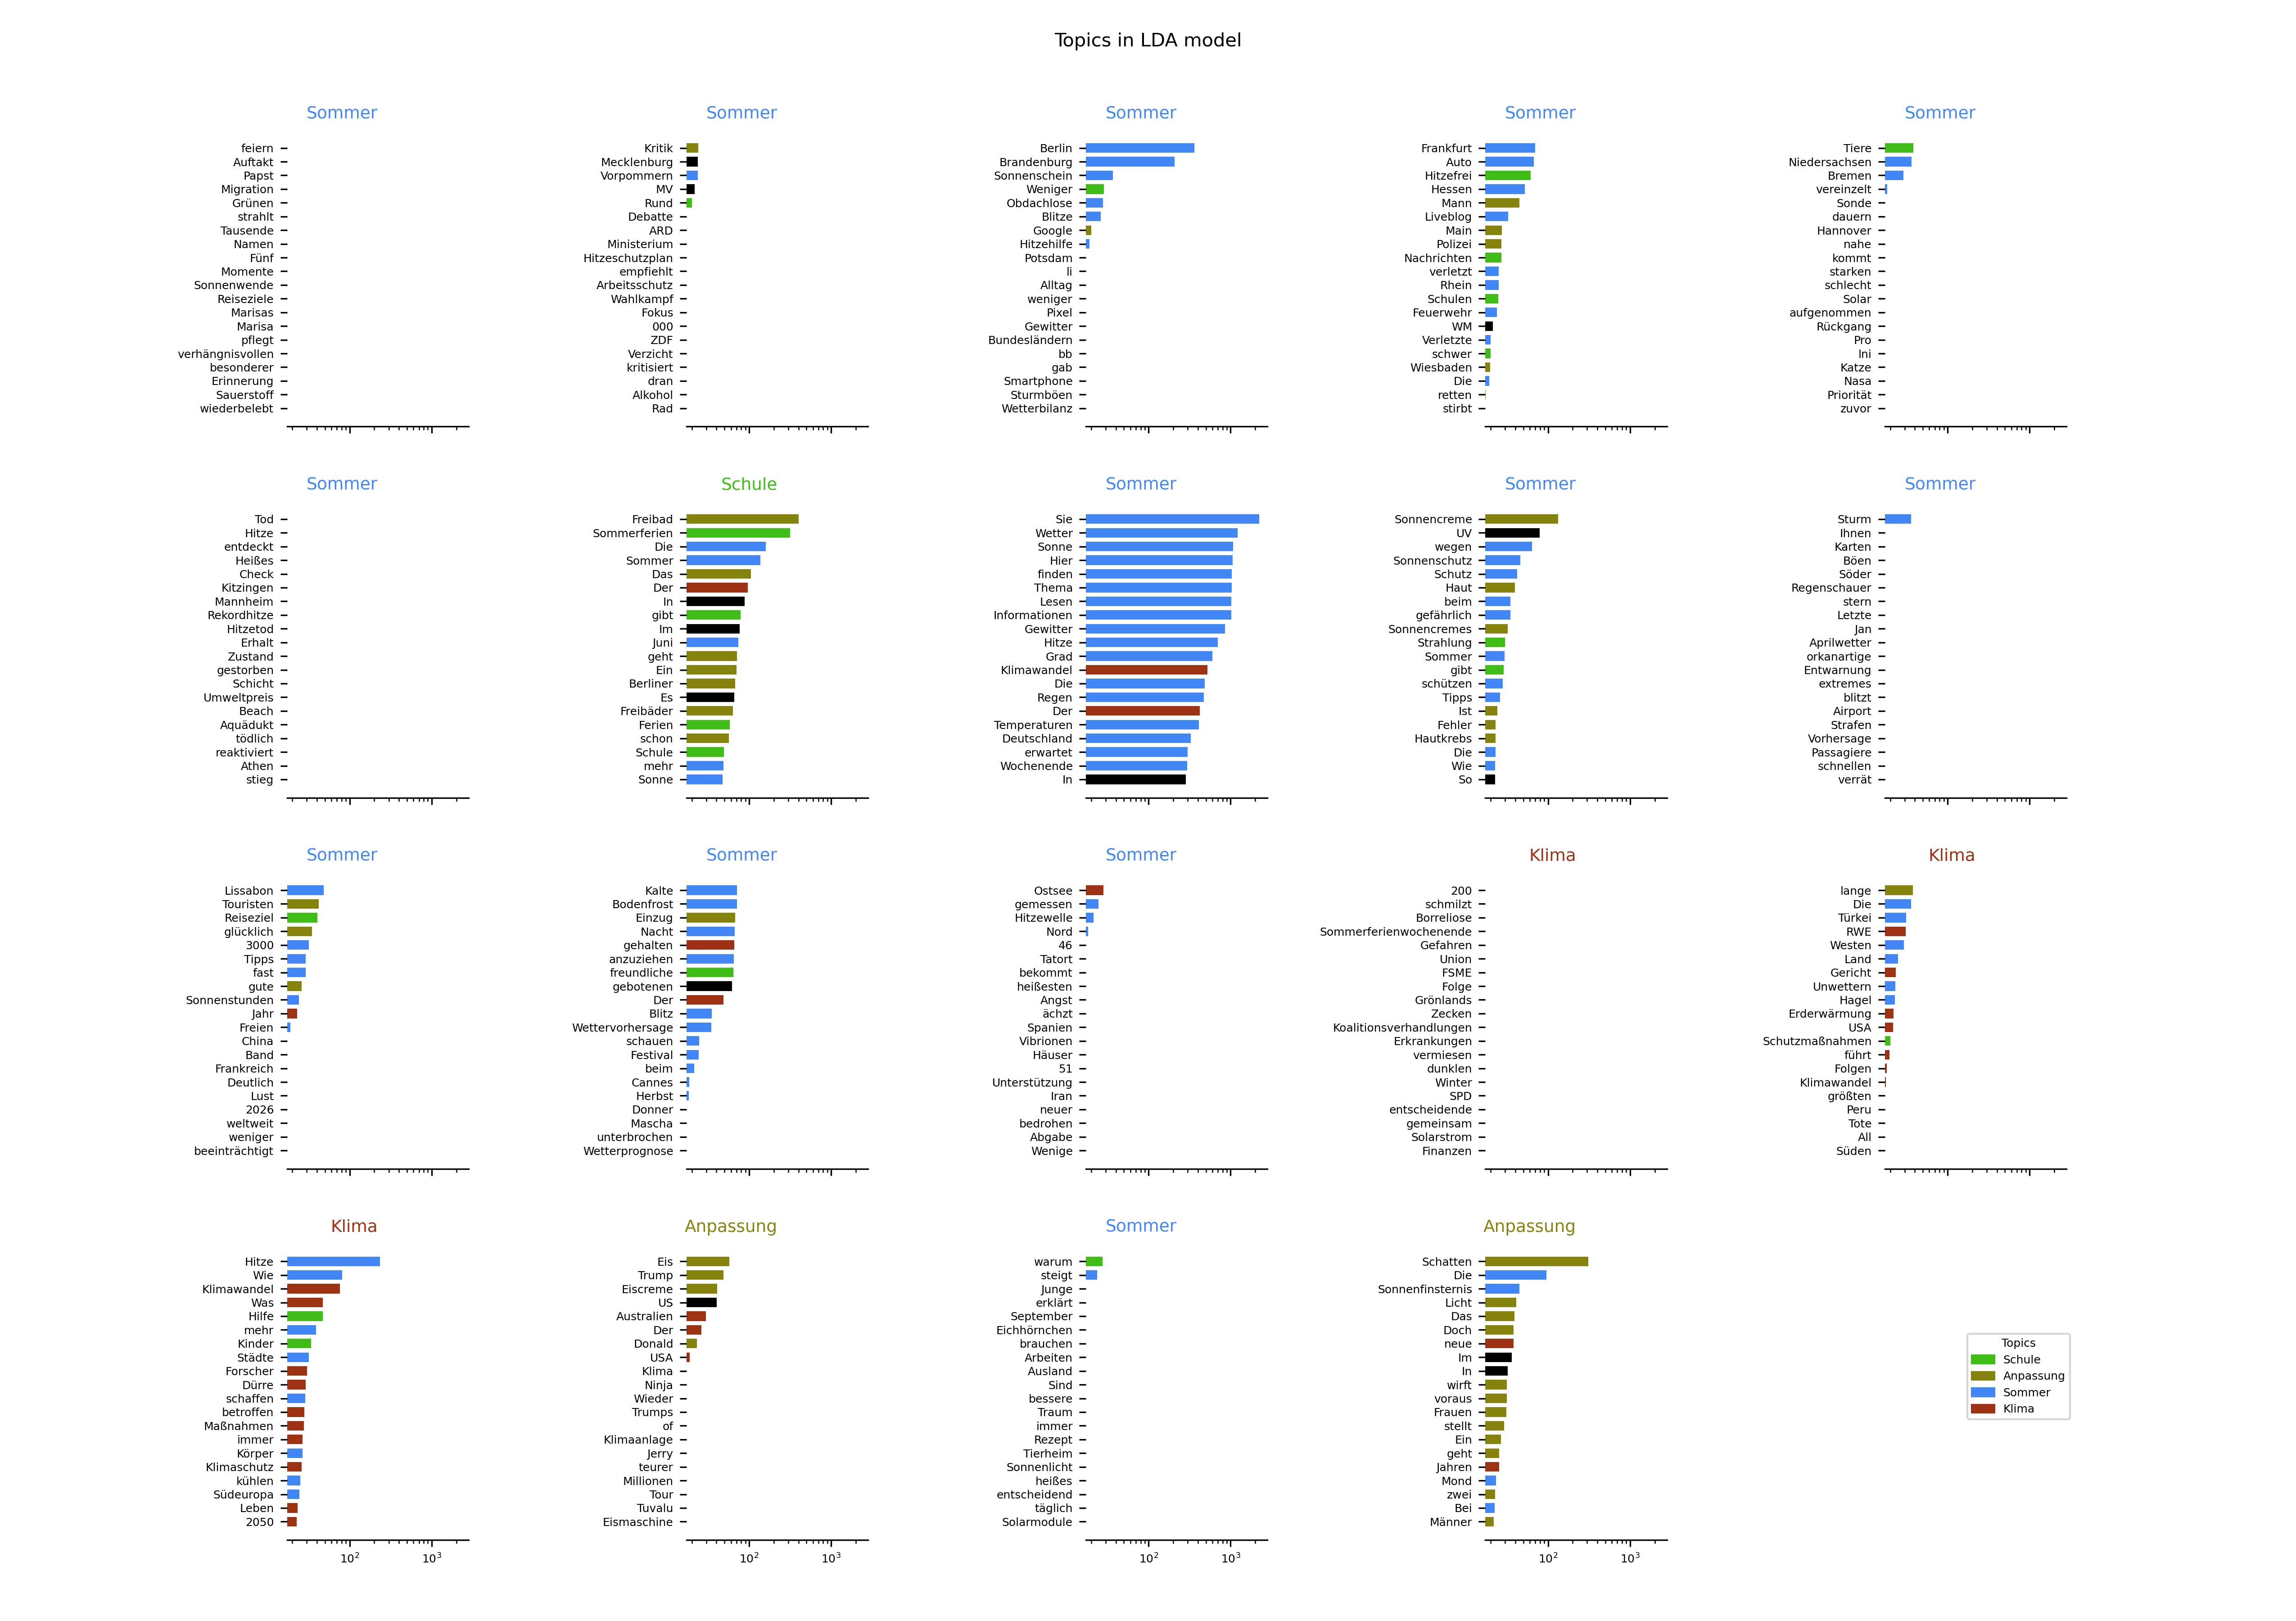 Topics in LDA model
Sommer
feiern
Auftakt
Papst
Migration
Grünen
strahlt
Tausende
Namen
Fünf
Momente
Sonnenwende
Reiseziele
Marisas
Marisa
pflegt
verhängnisvollen
besonderer
Erinnerung
Sauerstoff
wiederbelebt
Sommer
Kritik
Mecklenburg
Vorpommern
MV
Rund
Debatte
ARD
Ministerium
Hitzeschutzplan
empfiehlt
Arbeitsschutz
Wahlkampf
Fokus
000
ZDF
Verzicht
kritisiert
dran
Alkohol
Rad
Sommer
Berlin
Brandenburg
Sonnenschein
Weniger
Obdachlose
Blitze
Google
Hitzehilfe
Potsdam
li
Alltag
weniger
Pixel
Gewitter
Bundesländern
bb
gab
Smartphone
Sturmböen
Wetterbilanz
Sommer
Frankfurt
Auto
Hitzefrei
Hessen
Mann
Liveblog
Main
Polizei
Nachrichten
verletzt
Rhein
Schulen
Feuerwehr
WM
Verletzte
schwer
Wiesbaden
Die
retten
stirbt
Sommer
Tiere
Niedersachsen
Bremen
vereinzelt
Sonde
dauern
Hannover
nahe
kommt
starken
schlecht
Solar
aufgenommen
Rückgang
Pro
Ini
Katze
Nasa
Priorität
zuvor
Sommer
Tod
Hitze
entdeckt
Heißes
Check
Kitzingen
Mannheim
Rekordhitze
Hitzetod
Erhalt
Zustand
gestorben
Schicht
Umweltpreis
Beach
Aquädukt
tödlich
reaktiviert
Athen
stieg
Schule
Freibad
Sommerferien
Die
Sommer
Das
Der
In
gibt
Im
Juni
geht
Ein
Berliner
Es
Freibäder
Ferien
schon
Schule
mehr
Sonne
Sommer
Sie
Wetter
Sonne
Hier
finden
Thema
Lesen
Informationen
Gewitter
Hitze
Grad
Klimawandel
Die
Regen
Der
Temperaturen
Deutschland
erwartet
Wochenende
In
Sommer
Sonnencreme
UV
wegen
Sonnenschutz
Schutz
Haut
beim
gefährlich
Sonnencremes
Strahlung
Sommer
gibt
schützen
Tipps
Ist
Fehler
Hautkrebs
Die
Wie
So
Sommer
Sturm
Ihnen
Karten
Böen
Söder
Regenschauer
stern
Letzte
Jan
Aprilwetter
orkanartige
Entwarnung
extremes
blitzt
Airport
Strafen
Vorhersage
Passagiere
schnellen
verrät
Sommer
Lissabon
Touristen
Reiseziel
glücklich
3000
Tipps
fast
gute
Sonnenstunden
Jahr
Freien
China
Band
Frankreich
Deutlich
Lust
2026
weltweit
weniger
beeinträchtigt
Sommer
Kalte
Bodenfrost
Einzug
Nacht
gehalten
anzuziehen
freundliche
gebotenen
Der
Blitz
Wettervorhersage
schauen
Festival
beim
Cannes
Herbst
Donner
Mascha
unterbrochen
Wetterprognose
Sommer
Ostsee
gemessen
Hitzewelle
Nord
46
Tatort
bekommt
heißesten
Angst
ächzt
Spanien
Vibrionen
Häuser
51
Unterstützung
Iran
neuer
bedrohen
Abgabe
Wenige
Klima
200
schmilzt
Borreliose
Sommerferienwochenende
Gefahren
Union
FSME
Folge
Grönlands
Zecken
Koalitionsverhandlungen
Erkrankungen
vermiesen
dunklen
Winter
SPD
entscheidende
gemeinsam
Solarstrom
Finanzen
Klima
lange
Die
Türkei
RWE
Westen
Land
Gericht
Unwettern
Hagel
Erderwärmung
USA
Schutzmaßnahmen
führt
Folgen
Klimawandel
größten
Peru
Tote
All
Süden
Klima
Hitze
Wie
Klimawandel
Was
Hilfe
mehr
Kinder
Städte
Forscher
Dürre
schaffen
betroffen
Maßnahmen
immer
Körper
Klimaschutz
kühlen
Südeuropa
Leben
2050
10² 10³
Anpassung
Eis
Trump
Eiscreme
US
Australien
Der
Donald
USA
Klima
Ninja
Wieder
Trumps
of
Klimaanlage
Jerry
teurer
Millionen
Tour
Tuvalu
Eismaschine
10² 10³
Sommer
warum
steigt
Junge
erklärt
September
Eichhörnchen
brauchen
Arbeiten
Ausland
Sind
bessere
Traum
immer
Rezept
Tierheim
Sonnenlicht
heißes
entscheidend
täglich
Solarmodule
10² 10³
Anpassung
Schatten
Die
Sonnenfinsternis
Licht
Das
Doch
neue
Im
In
wirft
voraus
Frauen
stellt
Ein
geht
Jahren
Mond
zwei
Bei
Männer
10² 10³
Topics
Schule
Anpassung
Sommer
Klima